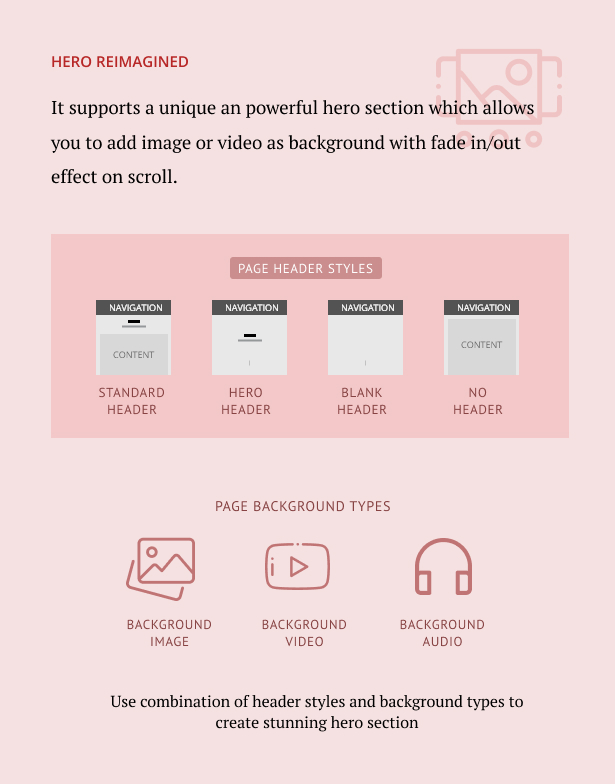 HERO REIMAGINED
It supports a unique an powerful hero section which allows
you to add image or video as background with fade in/out
effect on scroll.
PAGE HEADER STYLES
NAVIGATION
CONTENT
STANDARD
HEADER
NAVIGATION
HERO
HEADER
NAVIGATION
BLANK
HEADER
NAVIGATION
CONTENT
NO
HEADER
PAGE BACKGROUND TYPES
BACKGROUND
IMAGE
BACKGROUND
VIDEO
BACKGROUND
AUDIO
Use combination of header styles and background types to
create stunning hero section